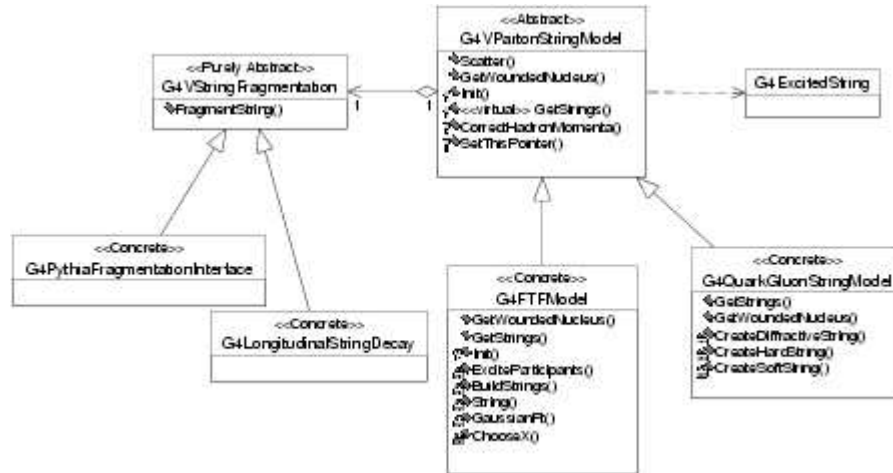 <<Abstract>>
G4VPartonStringModel
Scatter()
GetWoundedNucleus()
Init()
<<virtual>> GetStrings()
CorrectHadronMomenta()
SetThisPointer()
<<Purely Abstract>>
G4VStringFragmentation
FragmentString()
1
1
G4ExcitedString
<<Concrete>>
G4PythiaFragmentationInterface
<<Concrete>>
G4LongitudinalStringDecay
<<Concrete>>
G4FTFModel
GetWoundedNucleus()
GetStrings()
Init()
ExciteParticipants()
BuildStrings()
String()
GaussianPt()
ChooseX()
<<Concrete>>
G4QuarkGluonStringModel
GetStrings()
GetWoundedNucleus()
CreateDiffractiveString()
CreateHardString()
CreateSoftString()